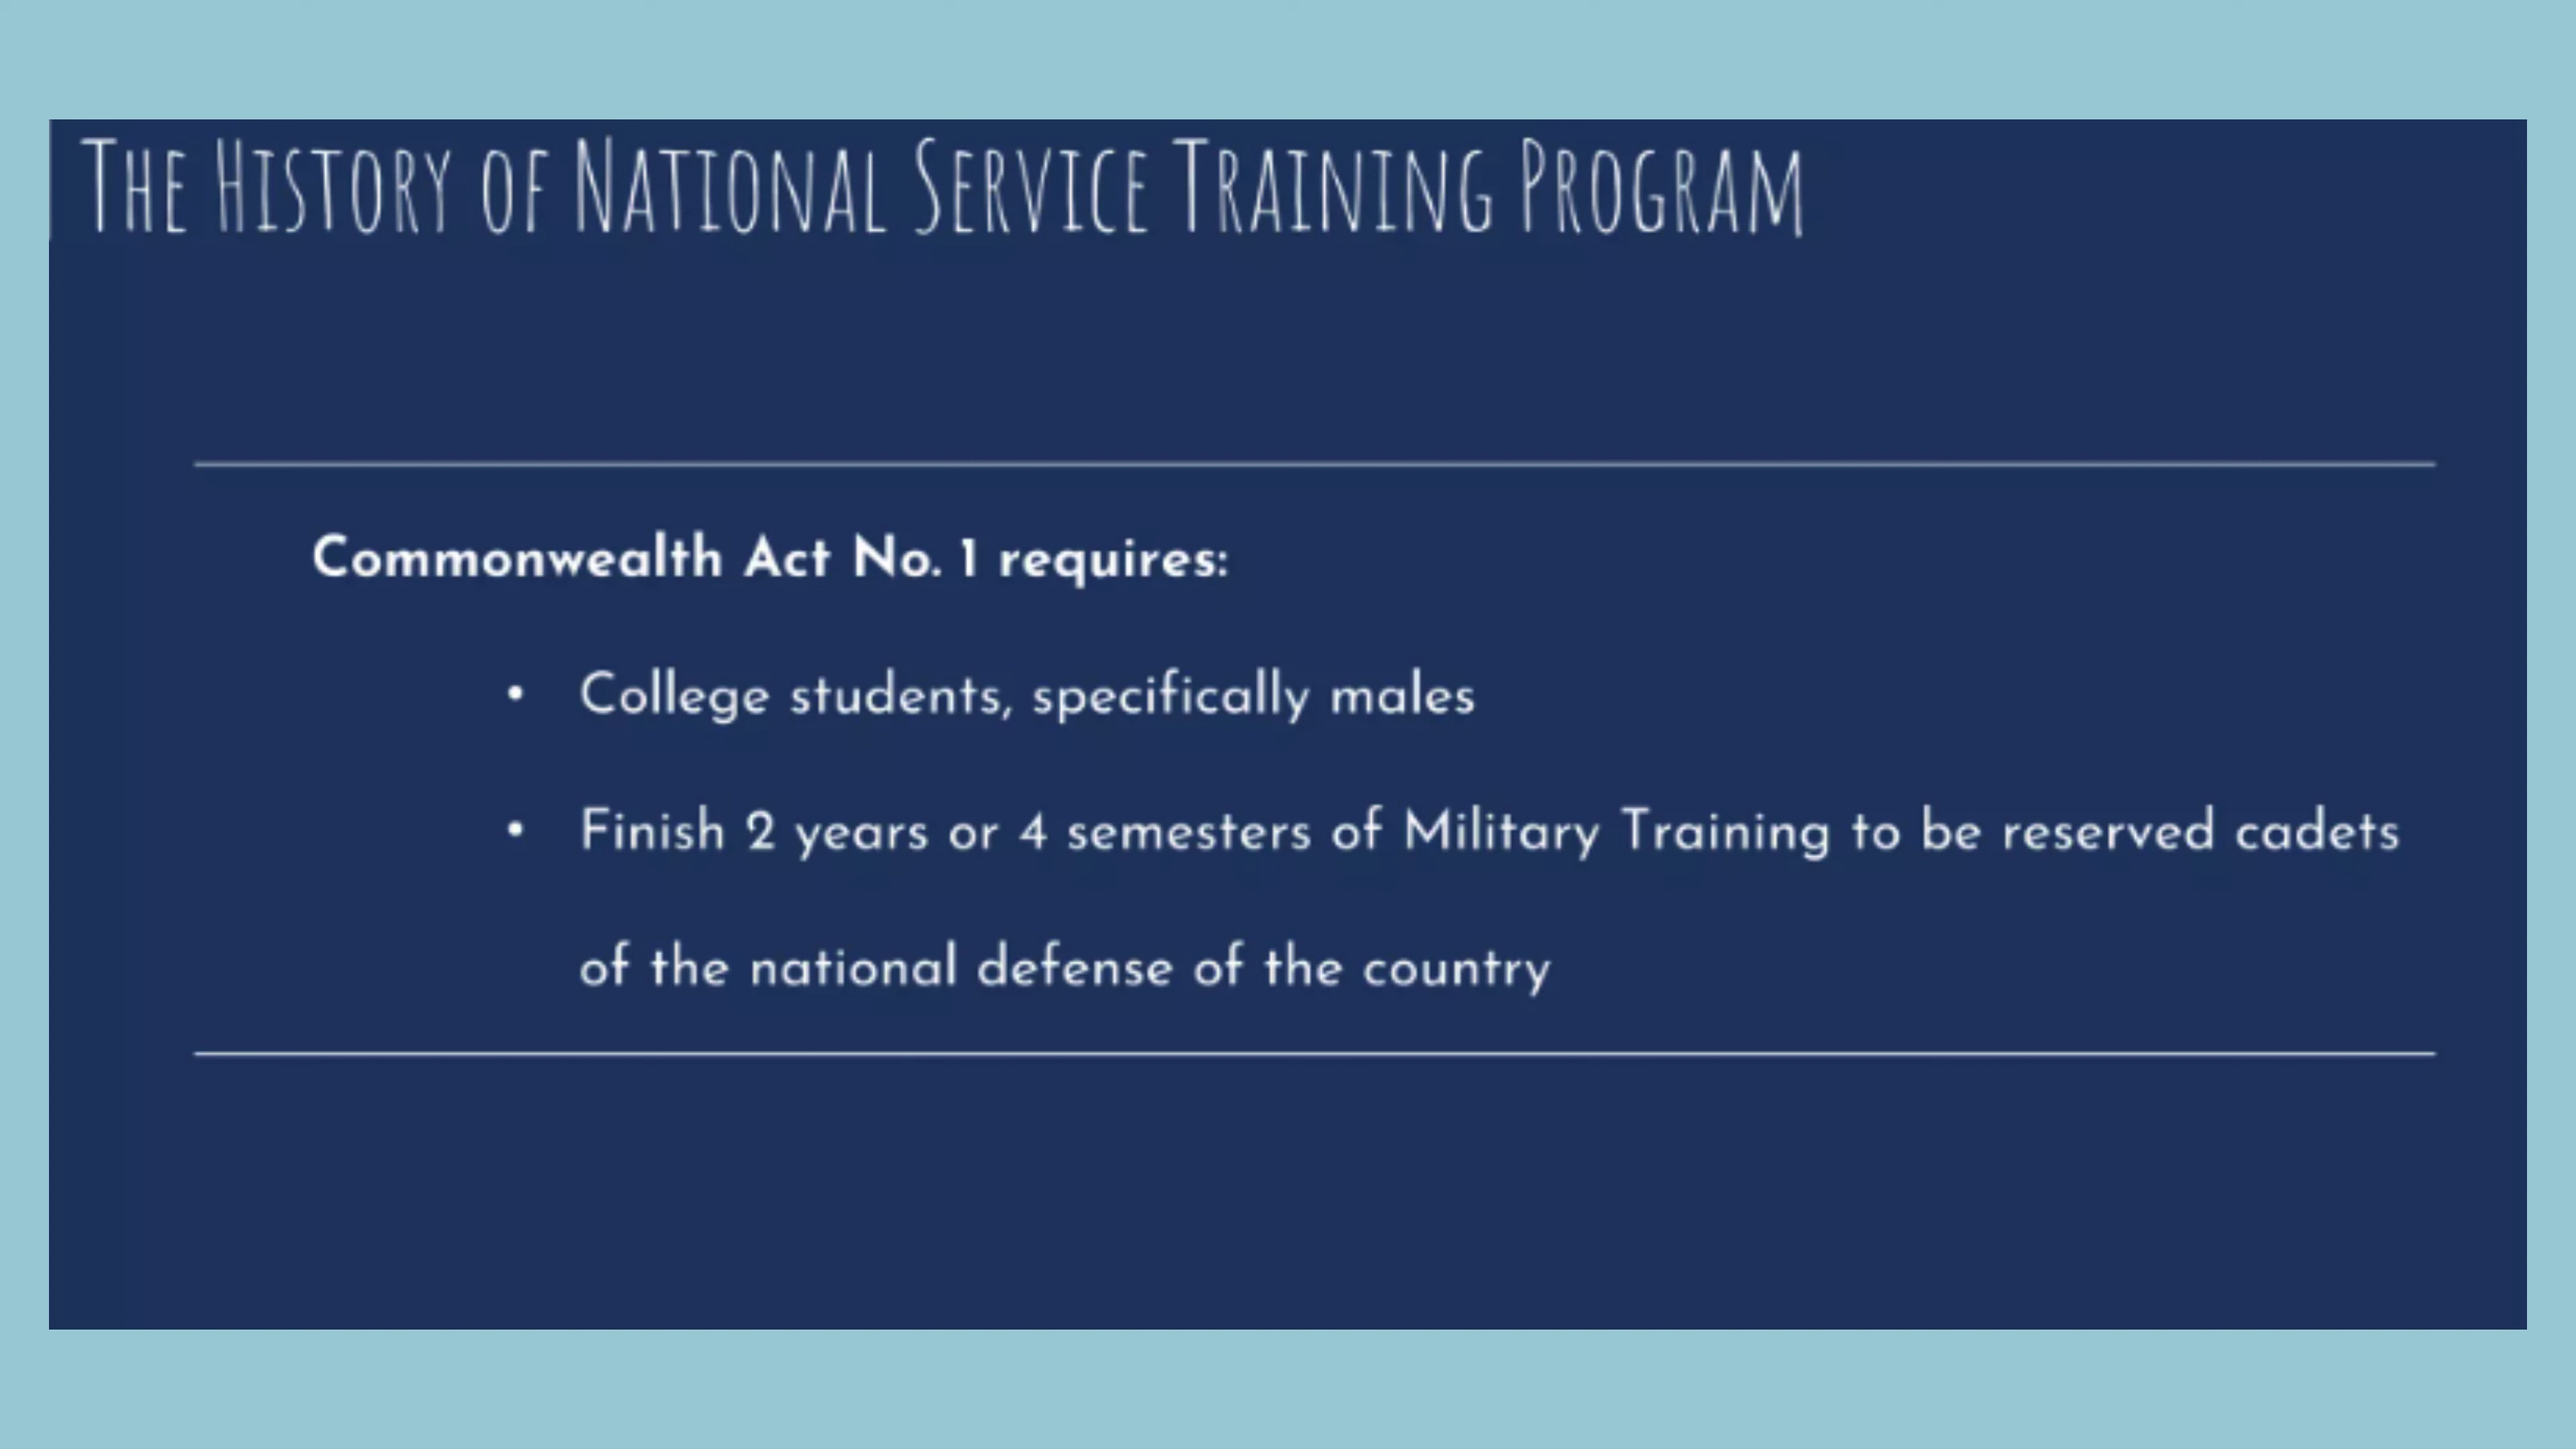 The History of National Service Training Program
Commonwealth Act No. 1 requires:
• College students, specifically males
• Finish 2 years or 4 semesters of Military Training to be reserved cadets
of the national defense of the country